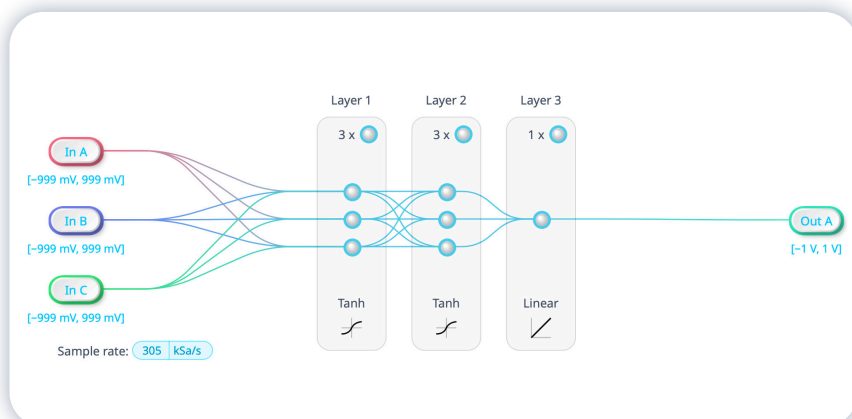 Layer 1
Layer 2
Layer 3
3 x
3 x
1 x
In A
[−999 mV, 999 mV]
In B
[−999 mV, 999 mV]
Out A
[−1 V, 1 V]
In C
[−999 mV, 999 mV]
Tanh
Tanh
Linear
Sample rate: 305 kSa/s